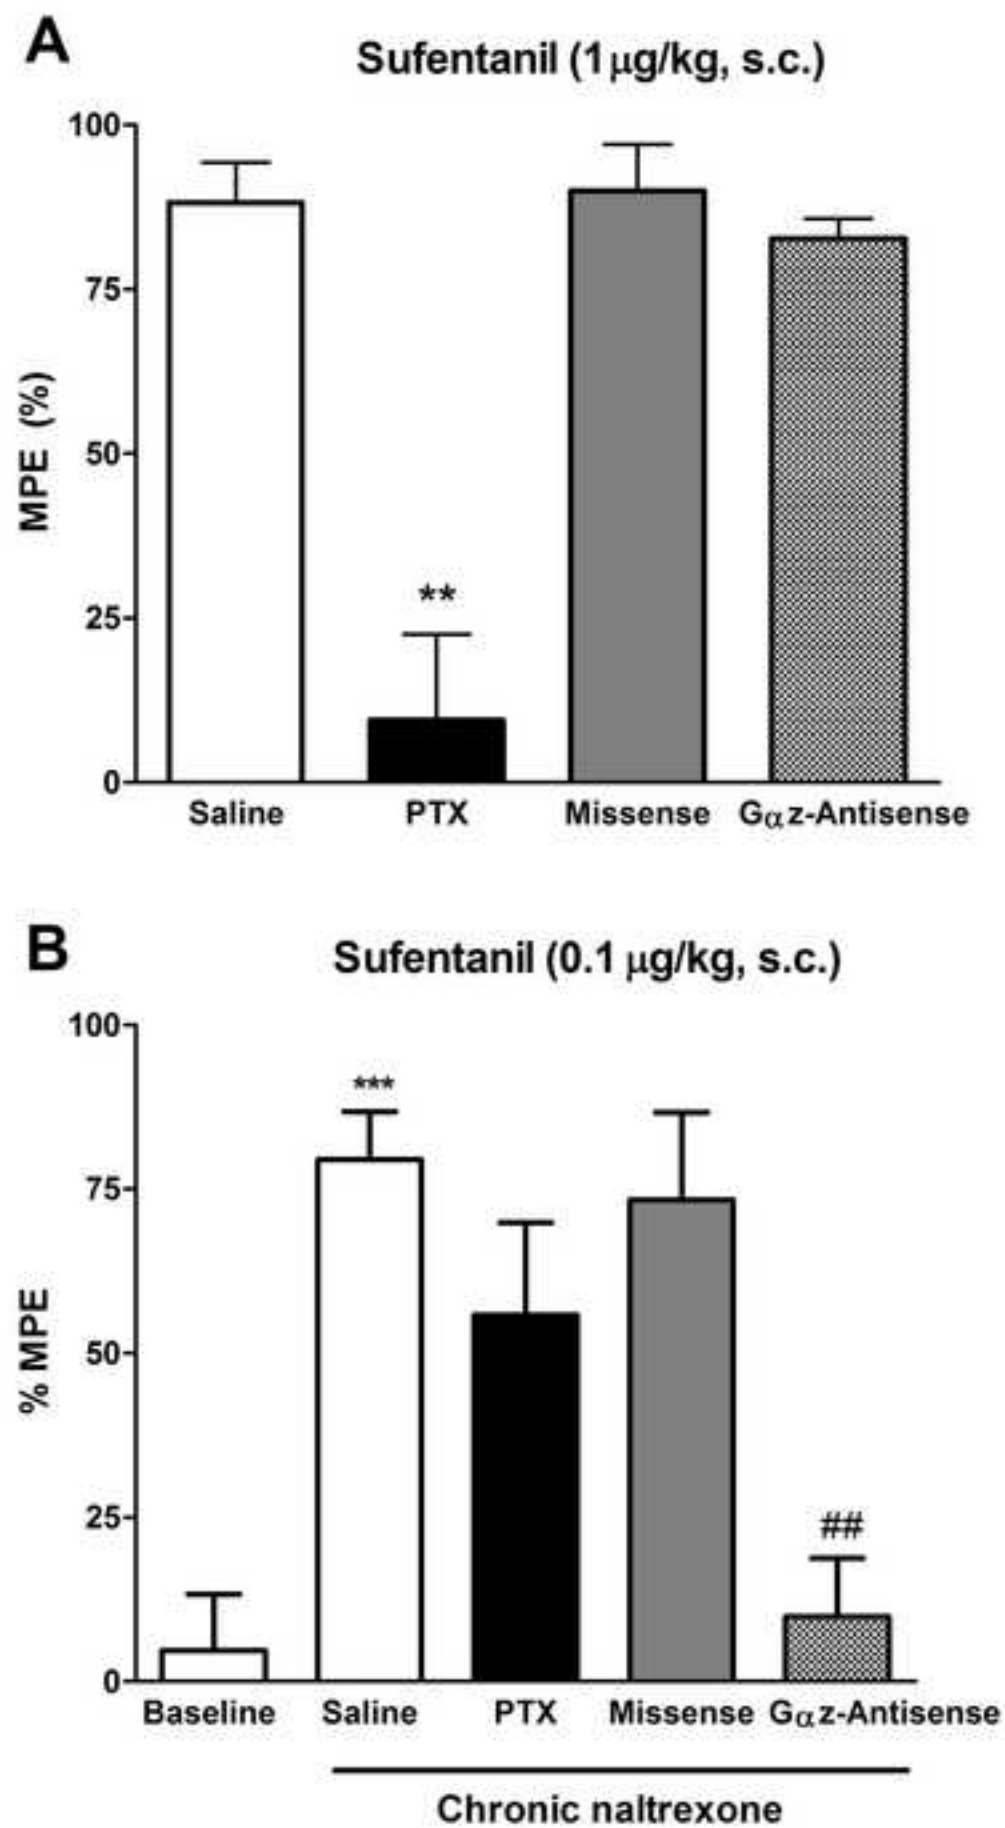 A
Sufentanil (1μg/kg, s.c.)
MPE (%)
100
75
50
25
0
**
Saline PTX Missense Gαz-Antisense
B
Sufentanil (0.1 μg/kg, s.c.)
% MPE
100
75
50
25
0
***
##
Baseline Saline PTX Missense Gαz-Antisense
Chronic naltrexone